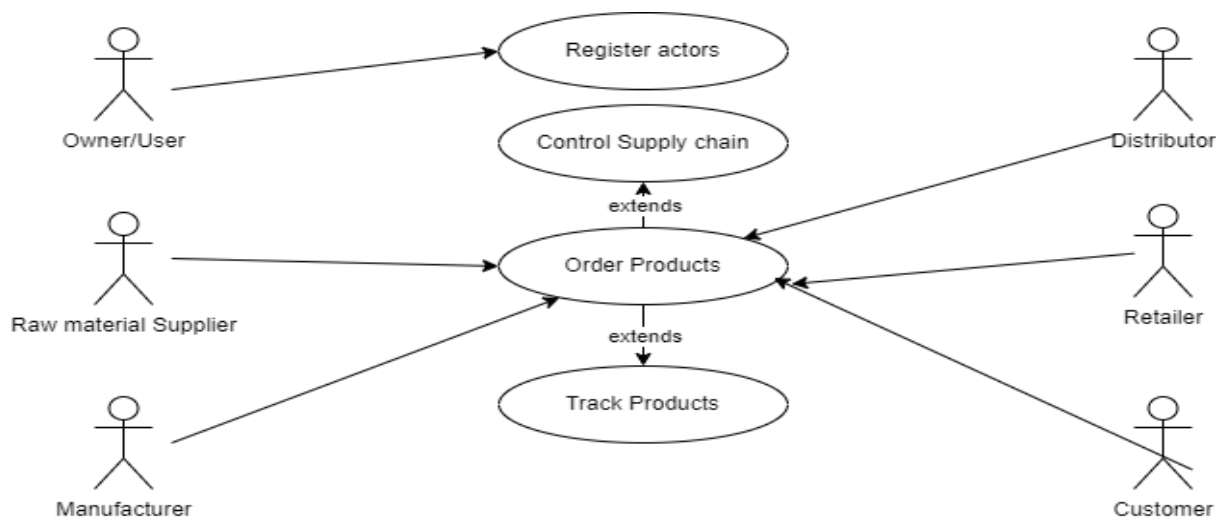 Register actors
Owner/User
Control Supply chain
Distributor
extends
Order Products
Raw material Supplier
Retailer
extends
Track Products
Manufacturer
Customer